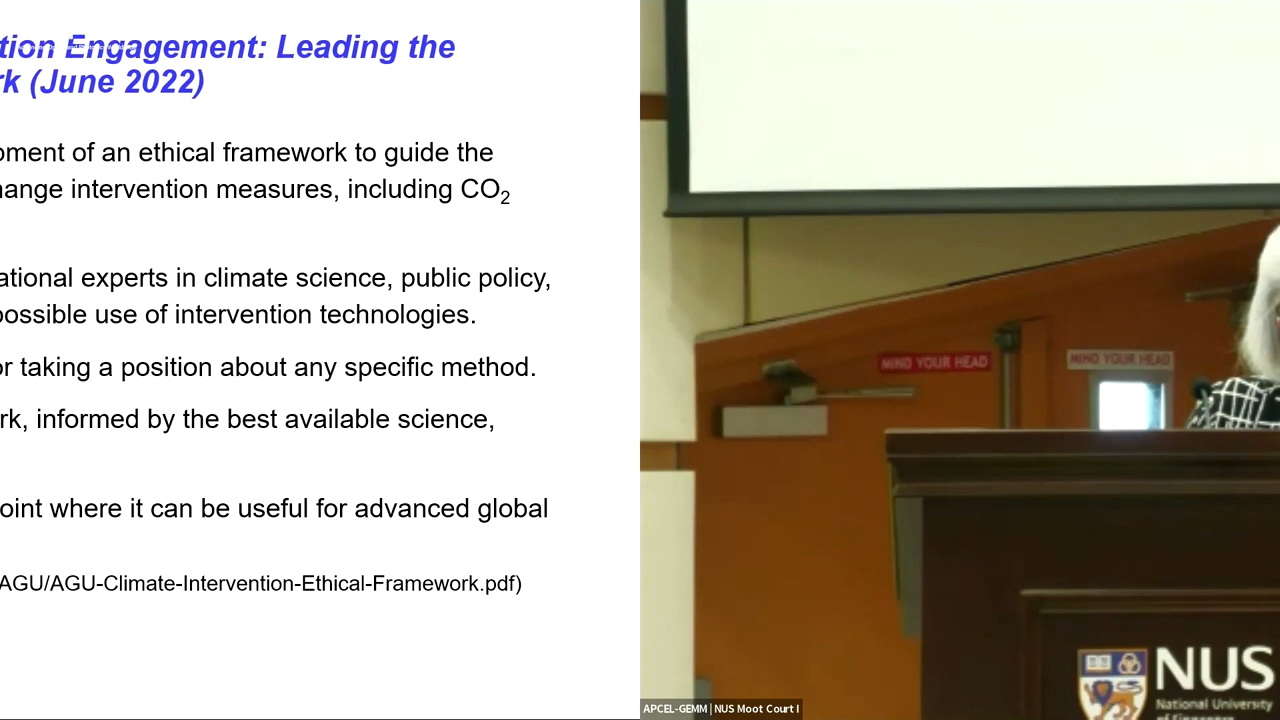 tion Engagement: Leading the
rk (June 2022)
oment of an ethical framework to guide the
hange intervention measures, including CO₂
ational experts in climate science, public policy,
possible use of intervention technologies.
or taking a position about any specific method.
rk, informed by the best available science,
oint where it can be useful for advanced global
AGU/AGU-Climate-Intervention-Ethical-Framework.pdf)
MIND YOUR HEAD
MIND YOUR HEAD
NUS
National University
of Singapore
APCEL-GEMM | NUS Moot Court I